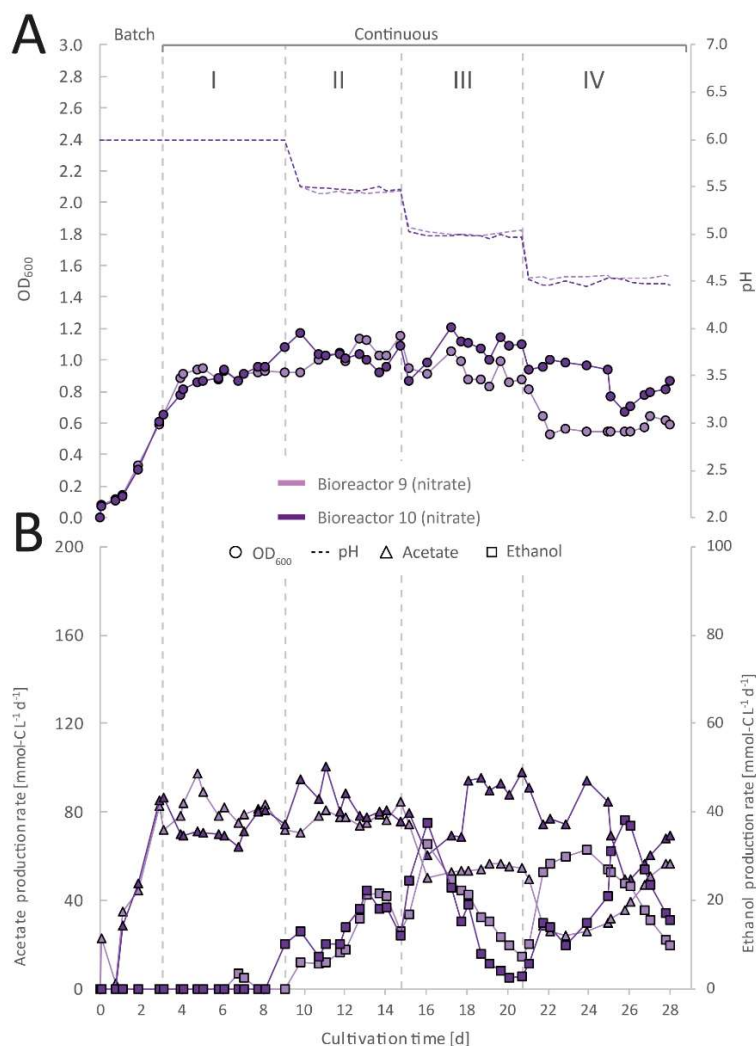 A
Batch
Continuous
I
II
III
IV
3.0
2.8
2.6
2.4
2.2
2.0
1.8
1.6
1.4
1.2
1.0
0.8
0.6
0.4
0.2
0.0
OD600
7.0
6.5
6.0
5.5
5.0
4.5
4.0
3.5
3.0
2.5
2.0
pH
Bioreactor 9 (nitrate)
Bioreactor 10 (nitrate)
B
OD600 pH Acetate Ethanol
200
160
120
80
40
0
Acetate production rate [mmol-C L-1 d-1]
100
80
60
40
20
0
Ethanol production rate [mmol-C L-1 d-1]
0 2 4 6 8 10 12 14 16 18 20 22 24 26 28
Cultivation time [d]